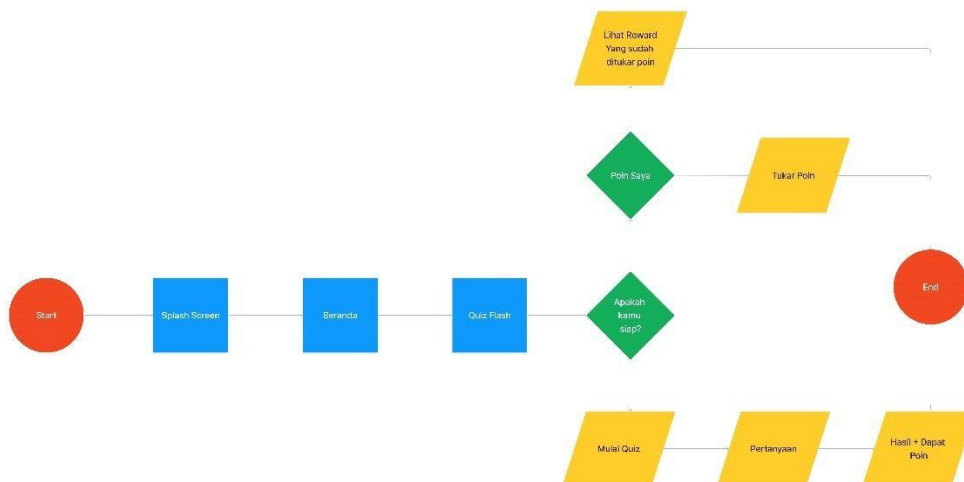 Lihat Reward
Yang sudah
ditukar poin
Poin Saya
Tukar Poin
Start
Splash Screen
Beranda
Quiz Flash
Apakah
kamu
siap?
End
Mulai Quiz
Pertanyaan
Hasil + Dapat
Poin